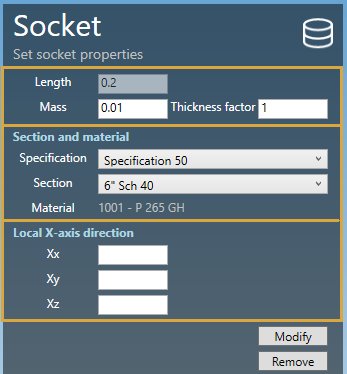 Socket
Set socket properties
Length 0.2
Mass 0.01 Thickness factor 1
Section and material
Specification Specification 50
Section 6" Sch 40
Material 1001 - P 265 GH
Local X-axis direction
Xx
Xy
Xz
Modify
Remove